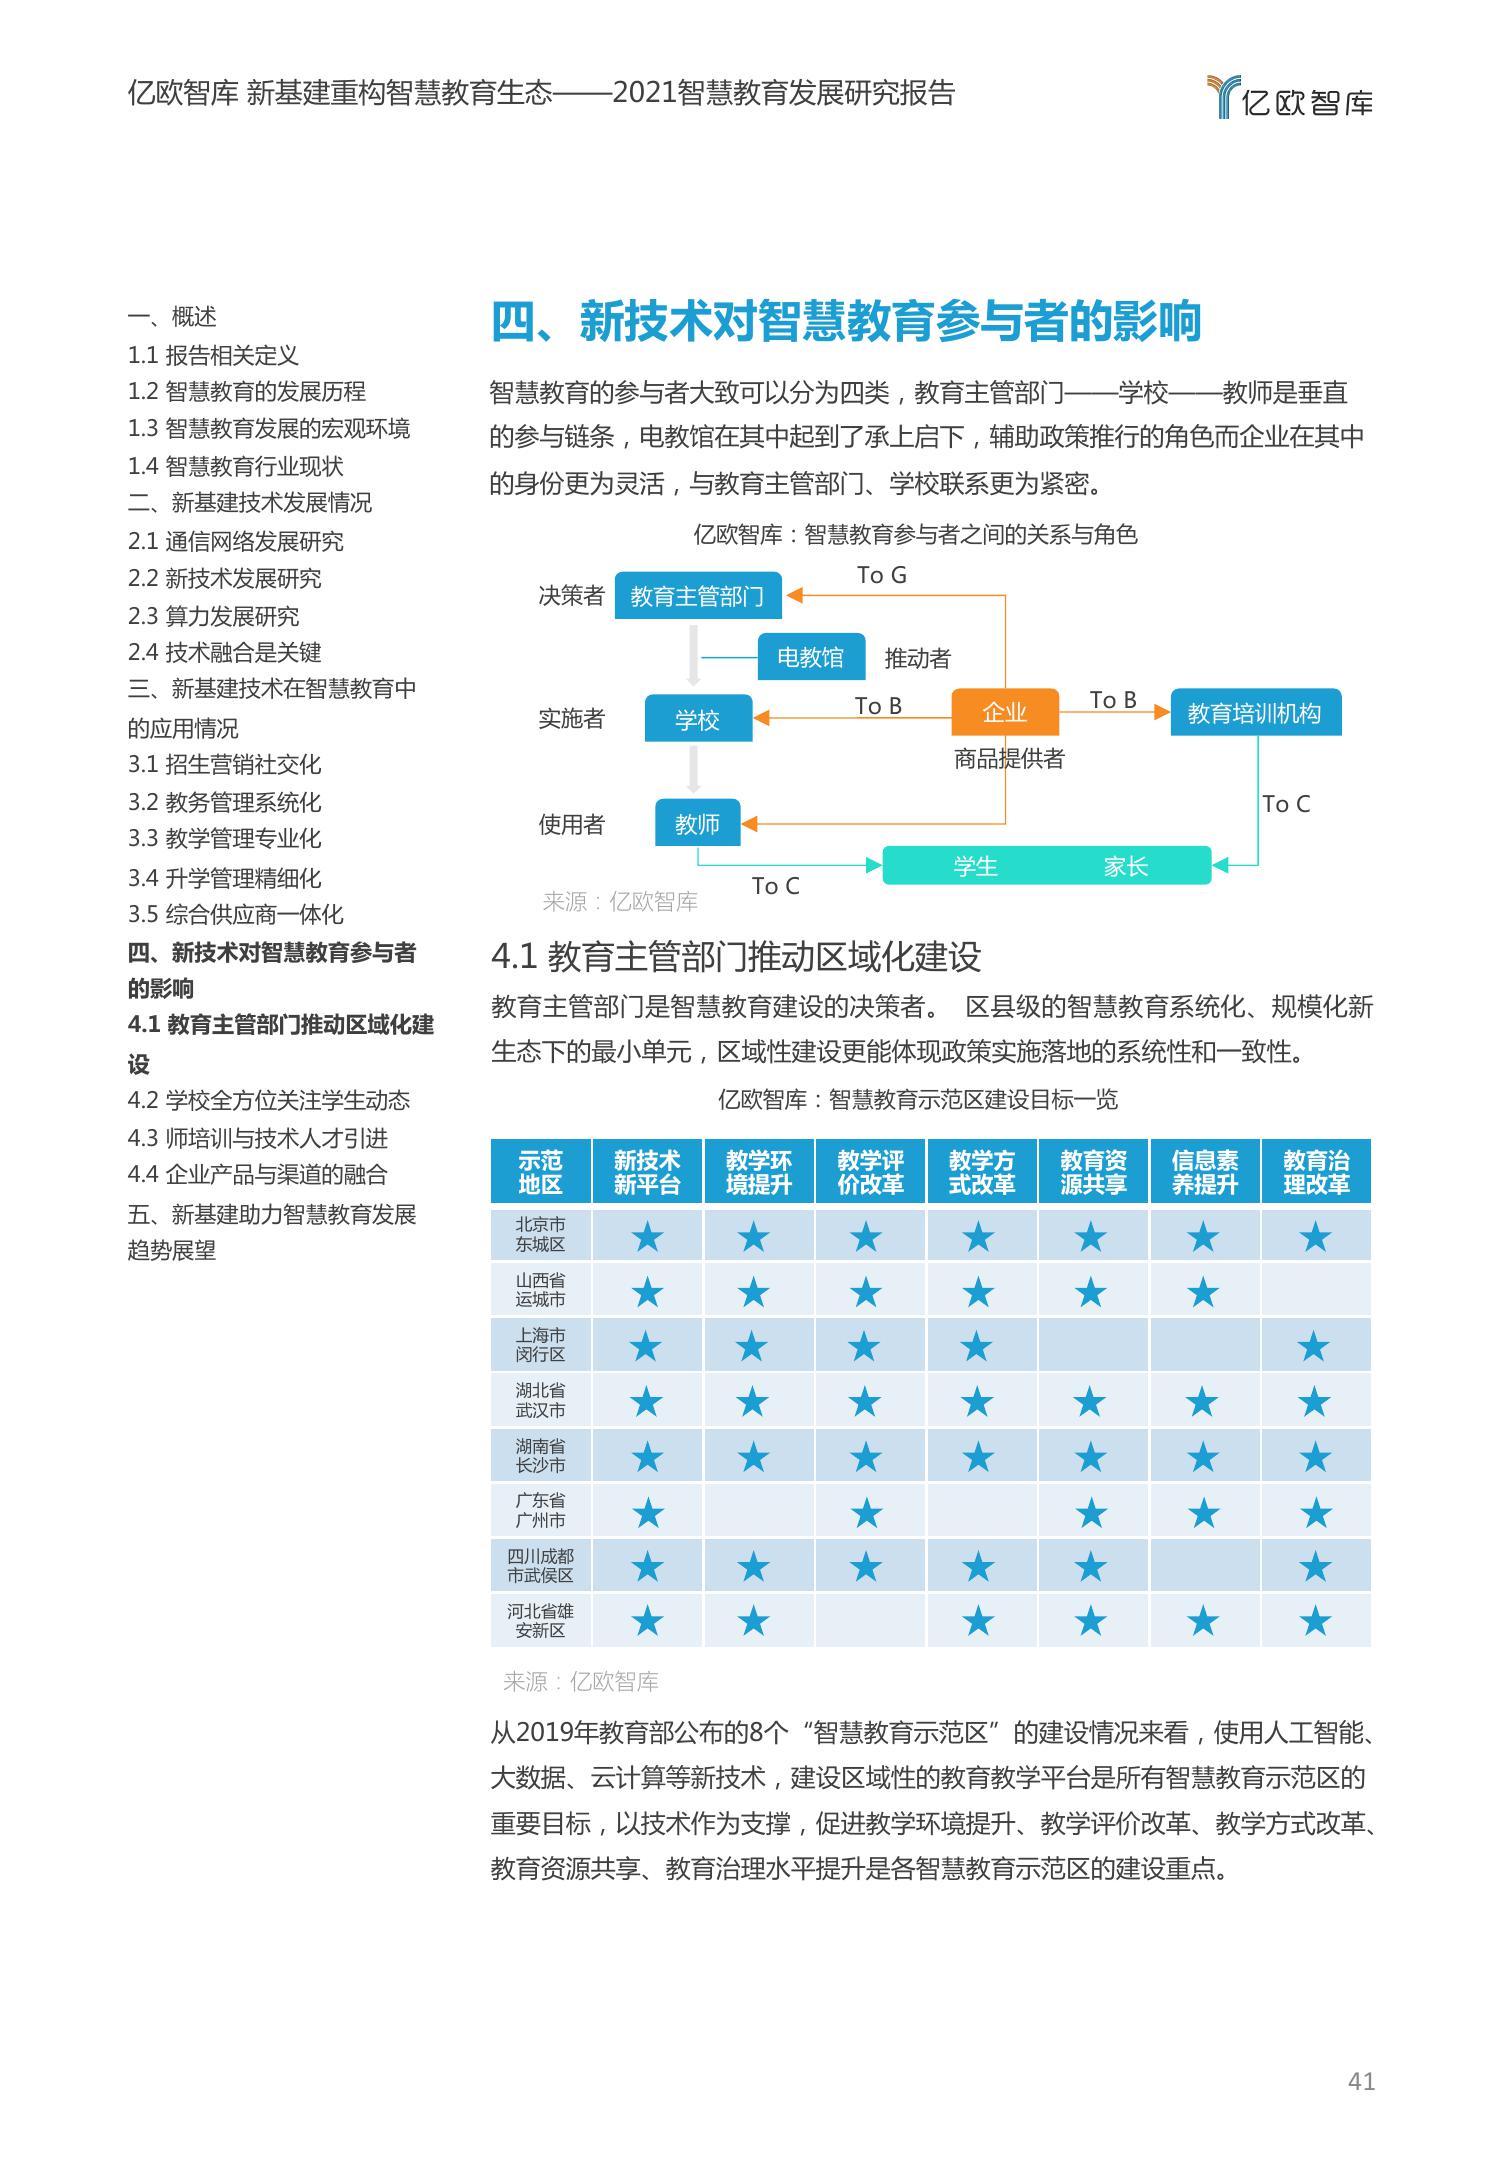 亿欧智库 新基建重构智慧教育生态——2021智慧教育发展研究报告
亿欧智库
一、概述
1.1 报告相关定义
1.2 智慧教育的发展历程
1.3 智慧教育发展的宏观环境
1.4 智慧教育行业现状
二、新基建技术发展情况
2.1 通信网络发展研究
2.2 新技术发展研究
2.3 算力发展研究
2.4 技术融合是关键
三、新基建技术在智慧教育中
的应用情况
3.1 招生营销社交化
3.2 教务管理系统化
3.3 教学管理专业化
3.4 升学管理精细化
3.5 综合供应商一体化
四、新技术对智慧教育参与者
的影响
4.1 教育主管部门推动区域化建
设
4.2 学校全方位关注学生动态
4.3 师培训与技术人才引进
4.4 企业产品与渠道的融合
五、新基建助力智慧教育发展
趋势展望
四、新技术对智慧教育参与者的影响
智慧教育的参与者大致可以分为四类，教育主管部门——学校——教师是垂直
的参与链条，电教馆在其中起到了承上启下，辅助政策推行的角色而企业在其中
的身份更为灵活，与教育主管部门、学校联系更为紧密。
亿欧智库：智慧教育参与者之间的关系与角色
决策者 教育主管部门 To G
电教馆 推动者
实施者 学校 To B 企业 To B 教育培训机构
商品提供者
To C
使用者 教师
学生 家长
To C
来源：亿欧智库
4.1 教育主管部门推动区域化建设
教育主管部门是智慧教育建设的决策者。 区县级的智慧教育系统化、规模化新
生态下的最小单元，区域性建设更能体现政策实施落地的系统性和一致性。
亿欧智库：智慧教育示范区建设目标一览
示范 新技术 教学环 教学评 教学方 教育资 信息素 教育治
地区 新平台 境提升 价改革 式改革 源共享 养提升 理改革
北京市
东城区 ★ ★ ★ ★ ★ ★ ★
山西省
运城市 ★ ★ ★ ★ ★ ★
上海市
闵行区 ★ ★ ★ ★ ★
湖北省
武汉市 ★ ★ ★ ★ ★ ★ ★
湖南省
长沙市 ★ ★ ★ ★ ★ ★ ★
广东省
广州市 ★ ★ ★ ★ ★
四川成都
市武侯区 ★ ★ ★ ★ ★ ★
河北省雄
安新区 ★ ★ ★ ★ ★ ★
来源：亿欧智库
从2019年教育部公布的8个“智慧教育示范区”的建设情况来看，使用人工智能、
大数据、云计算等新技术，建设区域性的教育教学平台是所有智慧教育示范区的
重要目标，以技术作为支撑，促进教学环境提升、教学评价改革、教学方式改革、
教育资源共享、教育治理水平提升是各智慧教育示范区的建设重点。
41